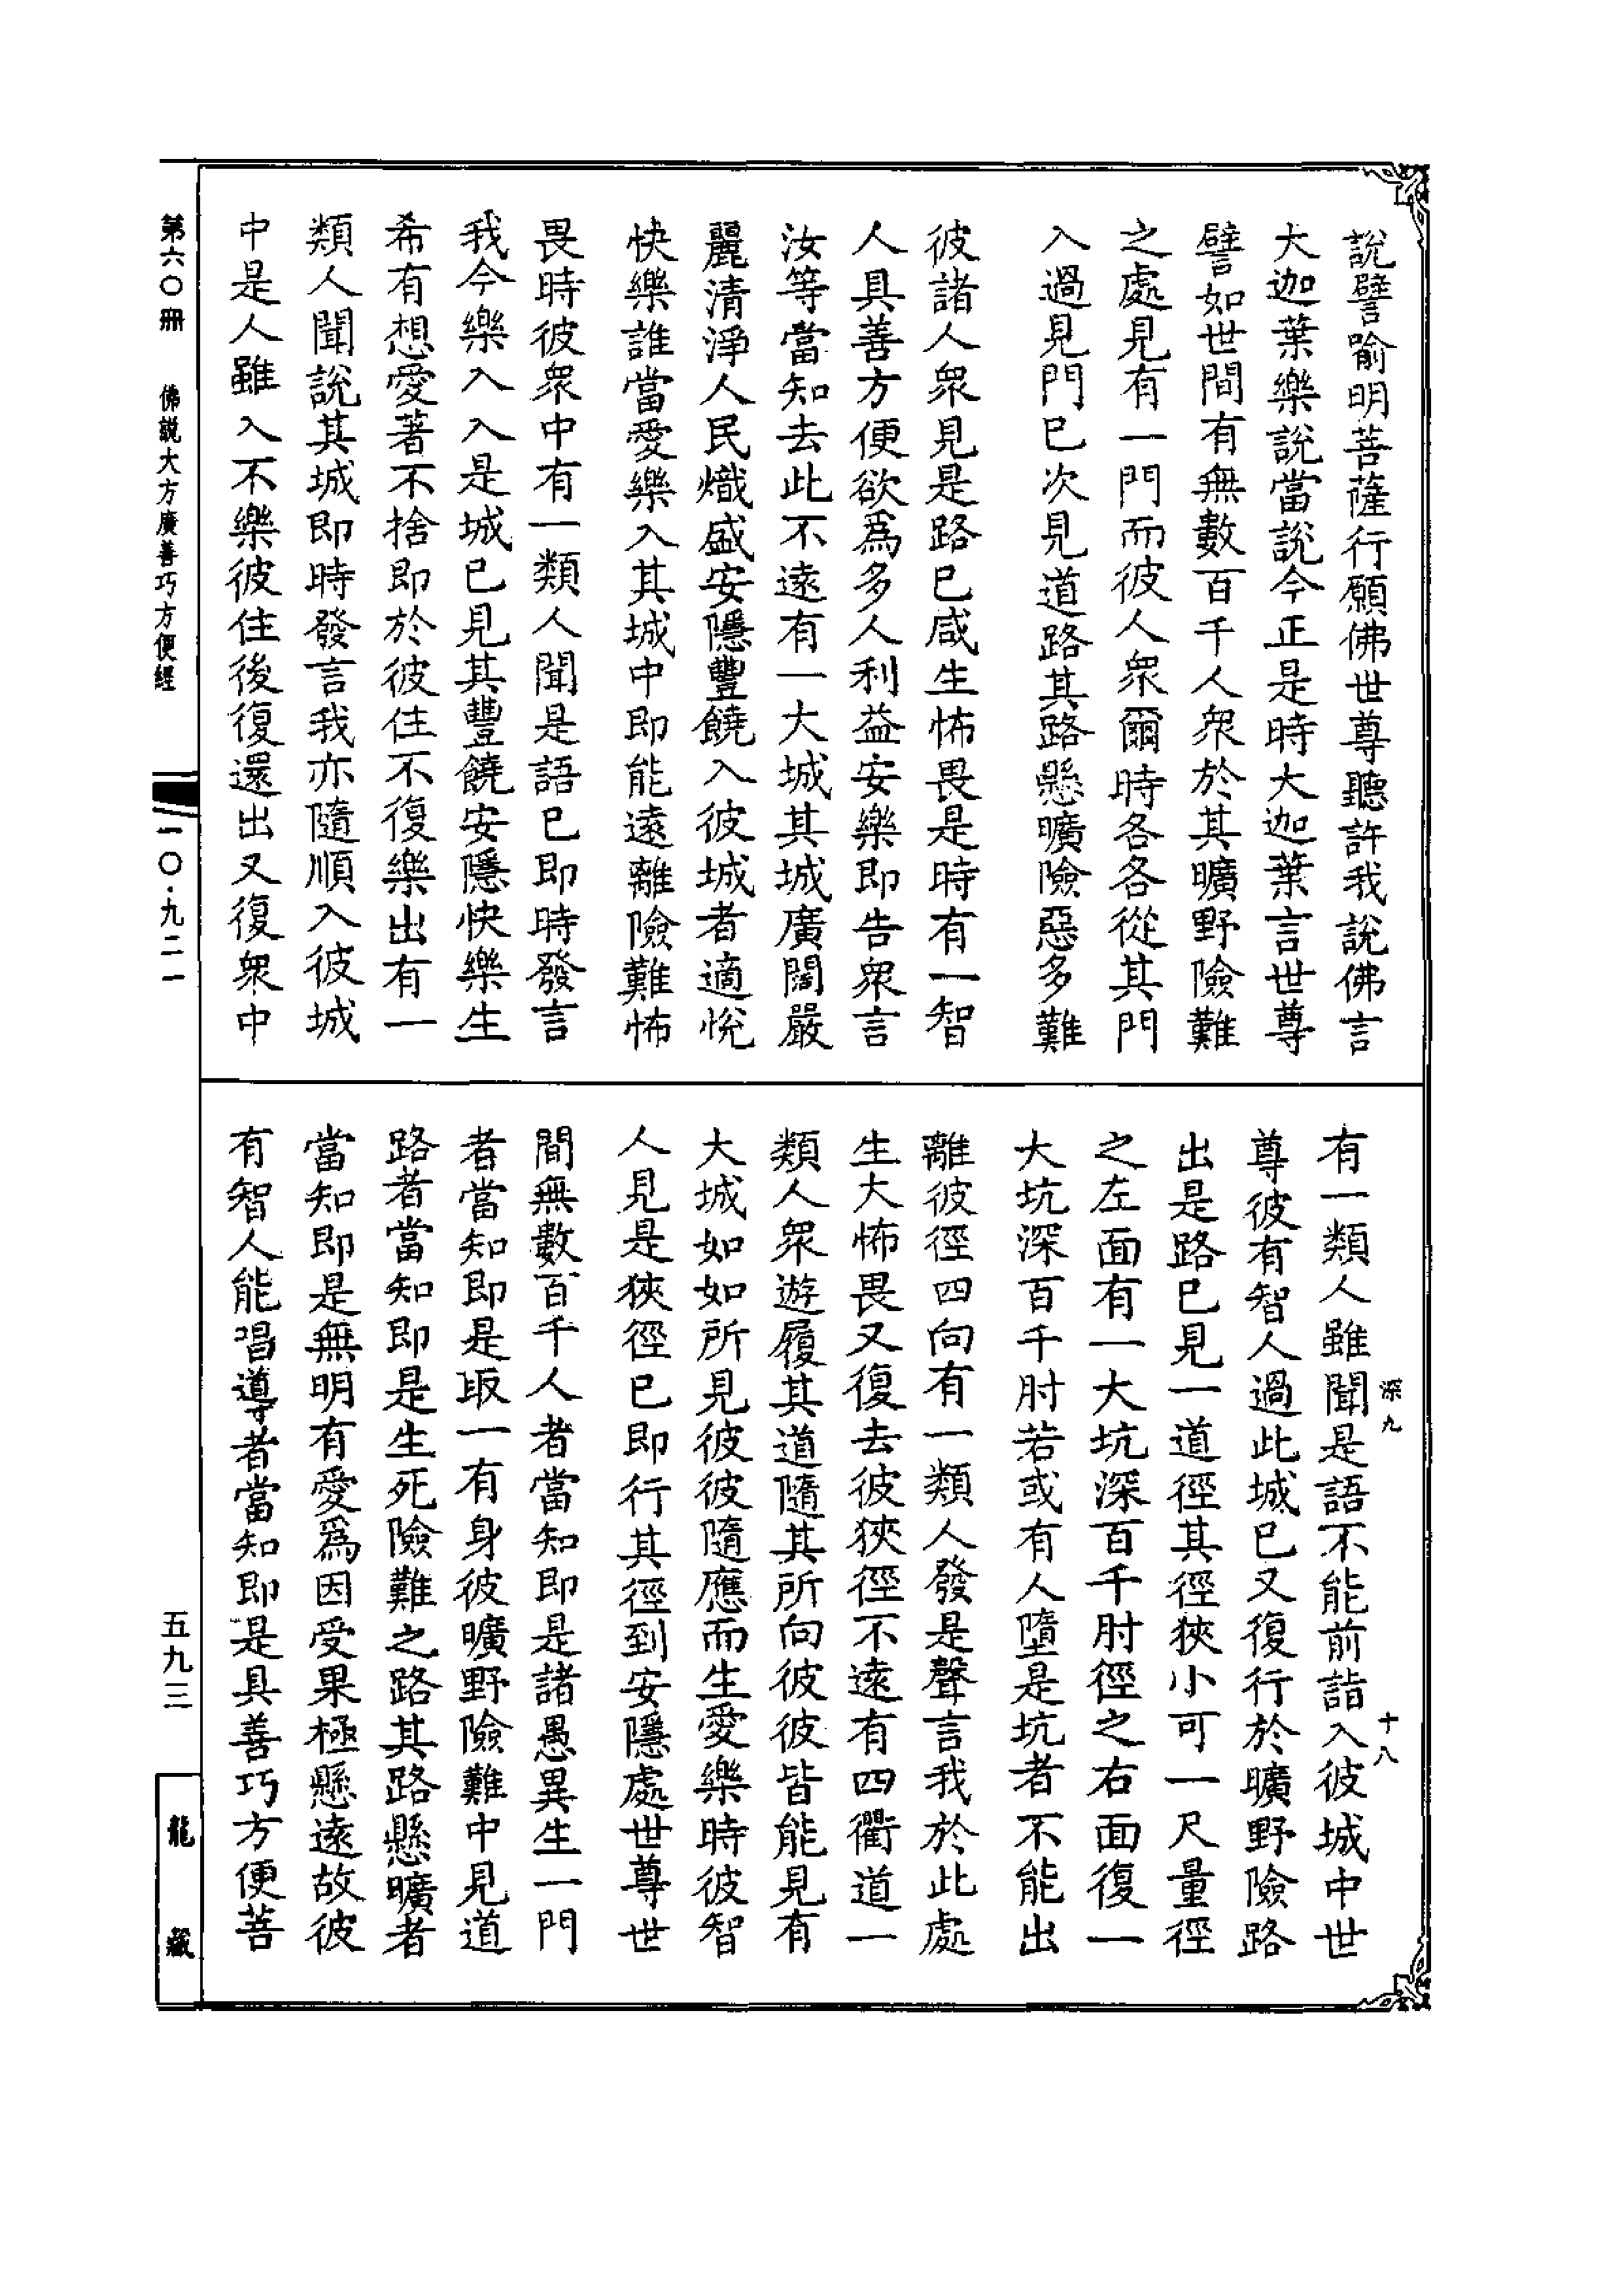 說譬喻明菩薩行願佛世尊聽許我說佛言
大迦葉樂說當說今正是時大迦葉言世尊
譬如世間有無數百千人衆於其曠野險難
之處見有一門而彼人衆爾時各各從其門
入過見門已次見道路其路懸曠險惡多難
彼諸人衆見是路已咸生怖畏是時有一智
人具善方便欲爲多人利益安樂即告衆言
汝等當知去此不遠有一大城其城廣闊嚴
麗清淨人民熾盛安隱豐饒入彼城者適悅
快樂誰當愛樂入其城中即能遠離險難怖
畏時彼衆中有一類人聞是語已即時發言
我今樂入入是城已見其豐饒安隱快樂生
希有想愛著不捨即於彼住不復樂出有一
類人聞說其城即時發言我亦隨順入彼城
中是人雖入不樂彼住後復還出又復衆中
有一類人雖聞是語不能前詣入彼城中世
尊彼有智人過此城已又復行於曠野險路
出是路已見一道徑其徑狹小可一尺量徑
之左面有一大坑深百千肘徑之右面復一
大坑深百千肘若或有人墮是坑者不能出
離彼徑四向有一類人發是聲言我於此處
生大怖畏又復去彼狹徑不遠有四衢道一
類人衆遊履其道隨其所向彼彼皆能見有
大城如如所見彼彼隨應而生愛樂時彼智
人見是狹徑已即行其徑到安隱處世尊世
間無數百千人者當知即是諸愚異生一門
者當知即是取一有身彼曠野險難中見道
路者當知即是生死險難之路其路懸曠者
當知即是無明有愛爲因受果極懸遠故彼
有智人能唱導者當知即是具善巧方便菩
深九
十八
第六〇冊　佛説大方廣善巧方便經
一〇·九二一
五九三
龍藏